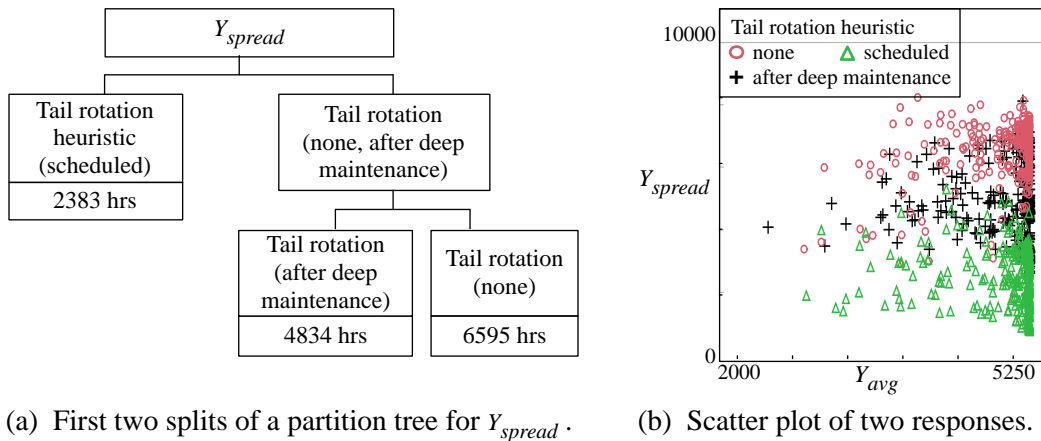 Y_spread
Tail rotation
heuristic
(scheduled)
2383 hrs
Tail rotation
(none, after deep
maintenance)
Tail rotation
(after deep
maintenance)
4834 hrs
Tail rotation
(none)
6595 hrs
(a) First two splits of a partition tree for Y_spread .
10000
Tail rotation heuristic
none scheduled
after deep maintenance
Y_spread
0
2000 5250
Y_avg
(b) Scatter plot of two responses.